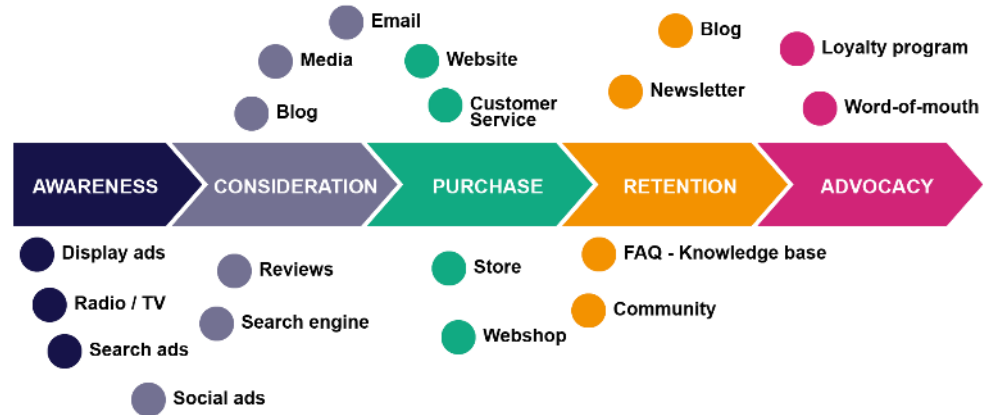 Email
Blog
Loyalty program
Media
Website
Newsletter
Customer
Service
Blog
Word-of-mouth
AWARENESS
CONSIDERATION
PURCHASE
RETENTION
ADVOCACY
Display ads
Reviews
Store
FAQ - Knowledge base
Radio / TV
Search engine
Community
Search ads
Webshop
Social ads